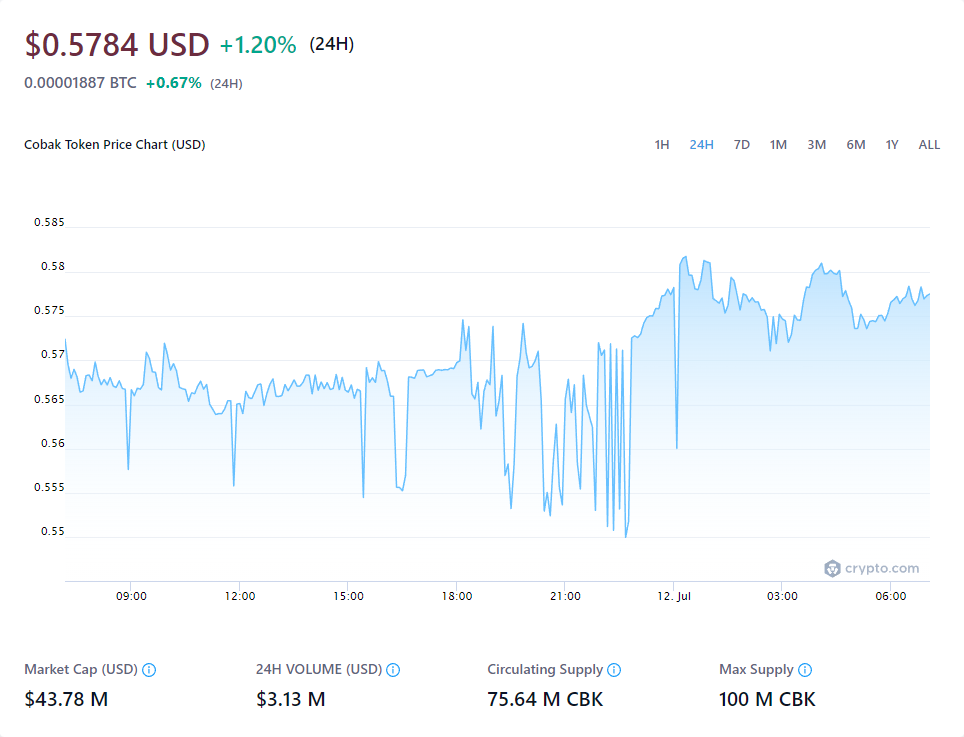 $0.5784 USD +1.20% (24H)
0.00001887 BTC +0.67% (24H)
Cobak Token Price Chart (USD) 1H 24H 7D 1M 3M 6M 1Y ALL
0.585
0.58
0.575
0.57
0.565
0.56
0.555
0.55
crypto.com
09:00 12:00 15:00 18:00 21:00 12. Jul 03:00 06:00
Market Cap (USD) 24H VOLUME (USD) Circulating Supply Max Supply
$43.78 M $3.13 M 75.64 M CBK 100 M CBK